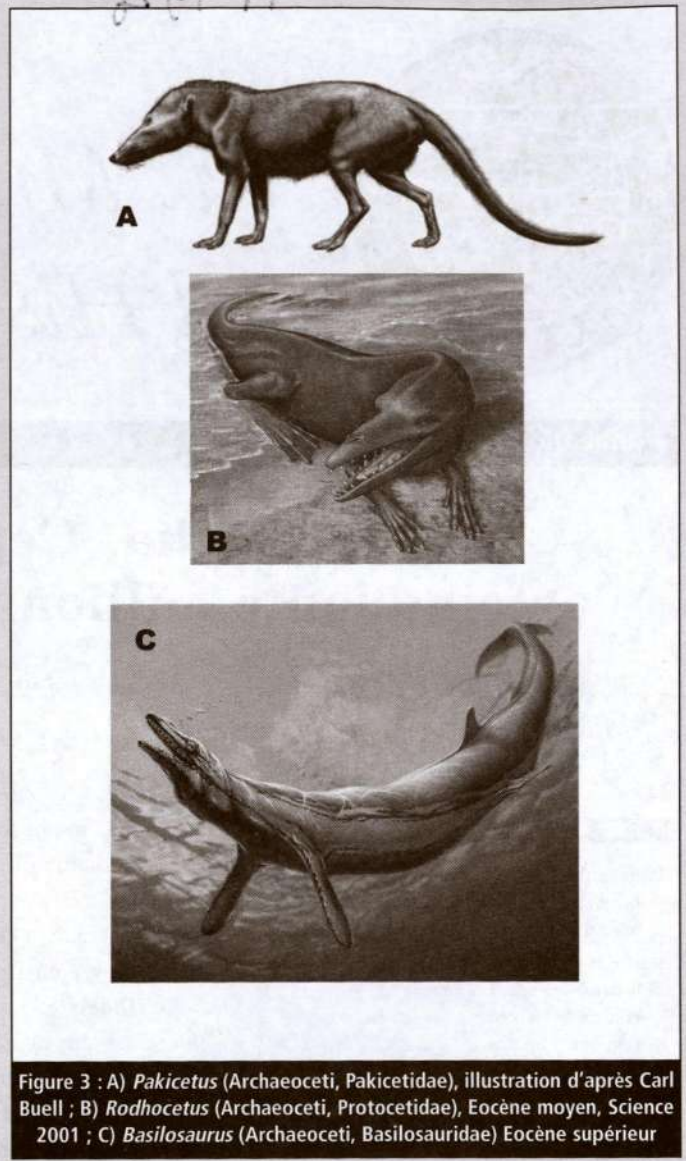 A
B
C
Figure 3 : A) Pakicetus (Archaeoceti, Pakicetidae), illustration d'après Carl
Buell ; B) Rodhocetus (Archaeoceti, Protocetidae), Eocène moyen, Science
2001 ; C) Basilosaurus (Archaeoceti, Basilosauridae) Eocène supérieur